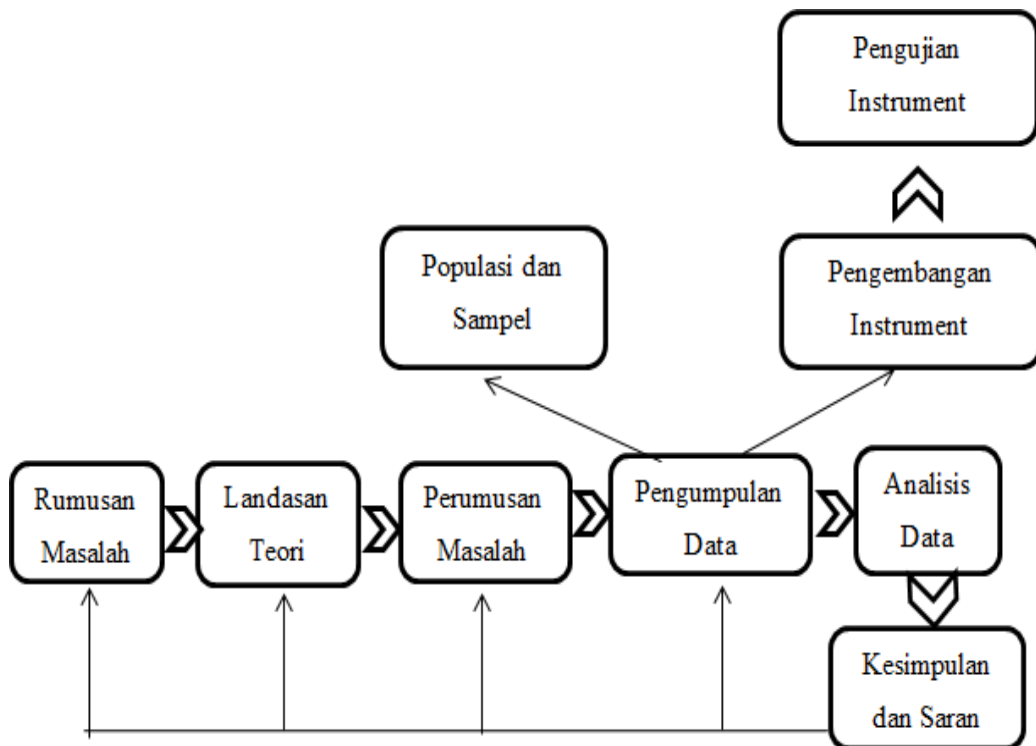 Pengujian
Instrument
Populasi dan
Sampel
Pengembangan
Instrument
Rumusan
Masalah
Landasan
Teori
Perumusan
Masalah
Pengumpulan
Data
Analisis
Data
Kesimpulan
dan Saran